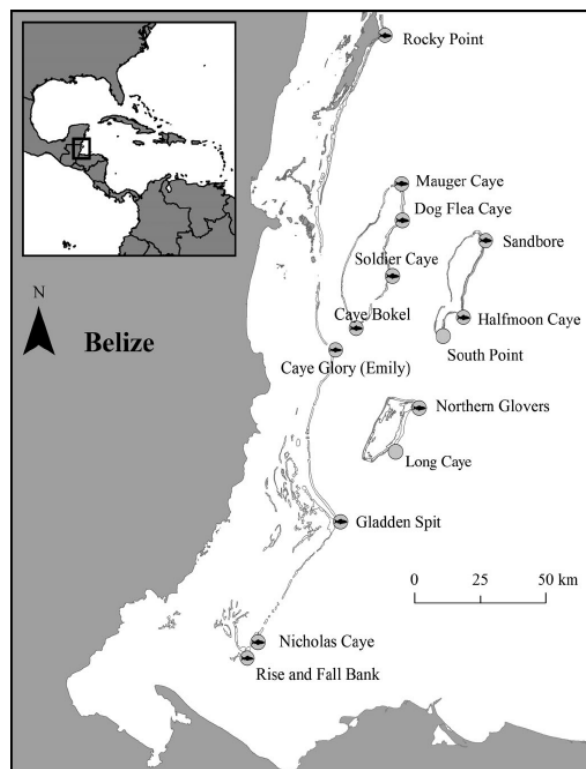 Rocky Point
Mauger Caye
Dog Flea Caye
Sandbore
Soldier Caye
N
Caye Bokel
Halfmoon Caye
Belize
South Point
Caye Glory (Emily)
Northern Glovers
Long Caye
Gladden Spit
0 25 50 km
Nicholas Caye
Rise and Fall Bank